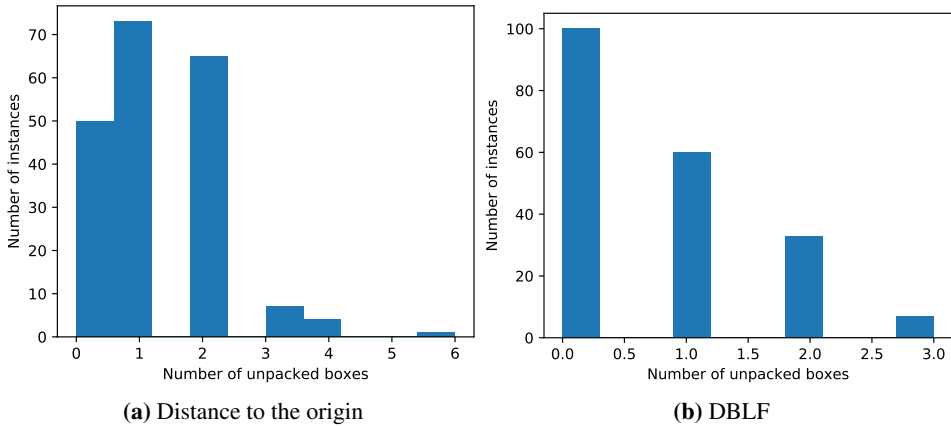 70
60
50
40
30
20
10
0
Number of instances
0 1 2 3 4 5 6
Number of unpacked boxes
(a) Distance to the origin
100
80
60
40
20
0
Number of instances
0.0 0.5 1.0 1.5 2.0 2.5 3.0
Number of unpacked boxes
(b) DBLF